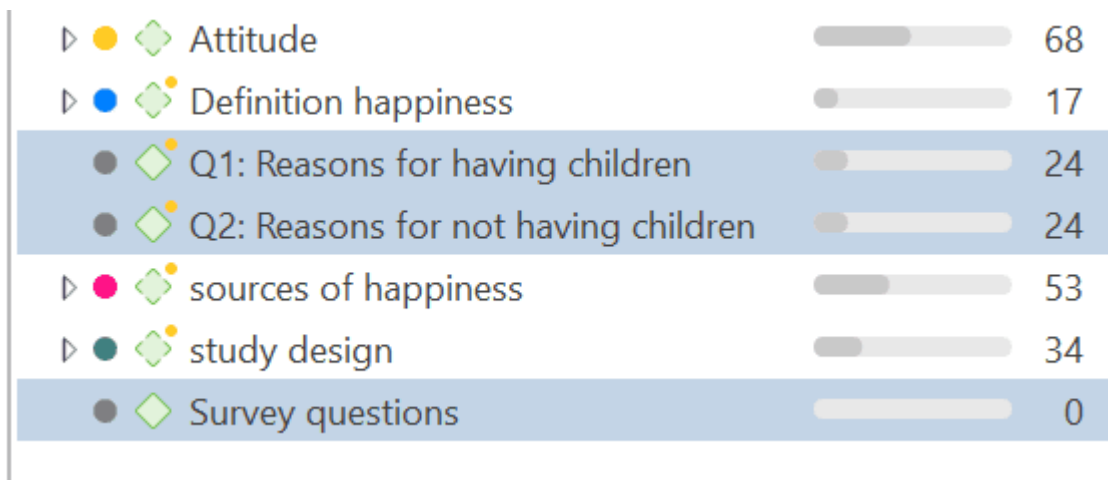 Attitude 68
Definition happiness 17
Q1: Reasons for having children 24
Q2: Reasons for not having children 24
sources of happiness 53
study design 34
Survey questions 0